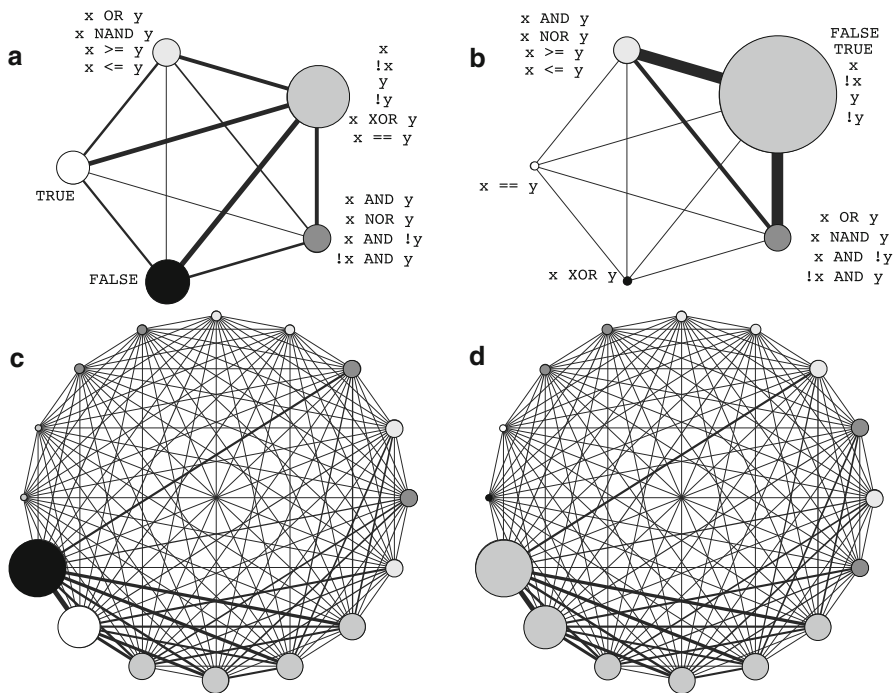 a
x OR y
x NAND y
x >= y
x <= y
x
!x
y
!y
x XOR y
x == y
TRUE
x AND y
x NOR y
x AND !y
!x AND y
FALSE
b
x AND y
x NOR y
x >= y
x <= y
FALSE
TRUE
x
!x
y
!y
x == y
x OR y
x NAND y
x AND !y
!x AND y
x XOR y
c
d